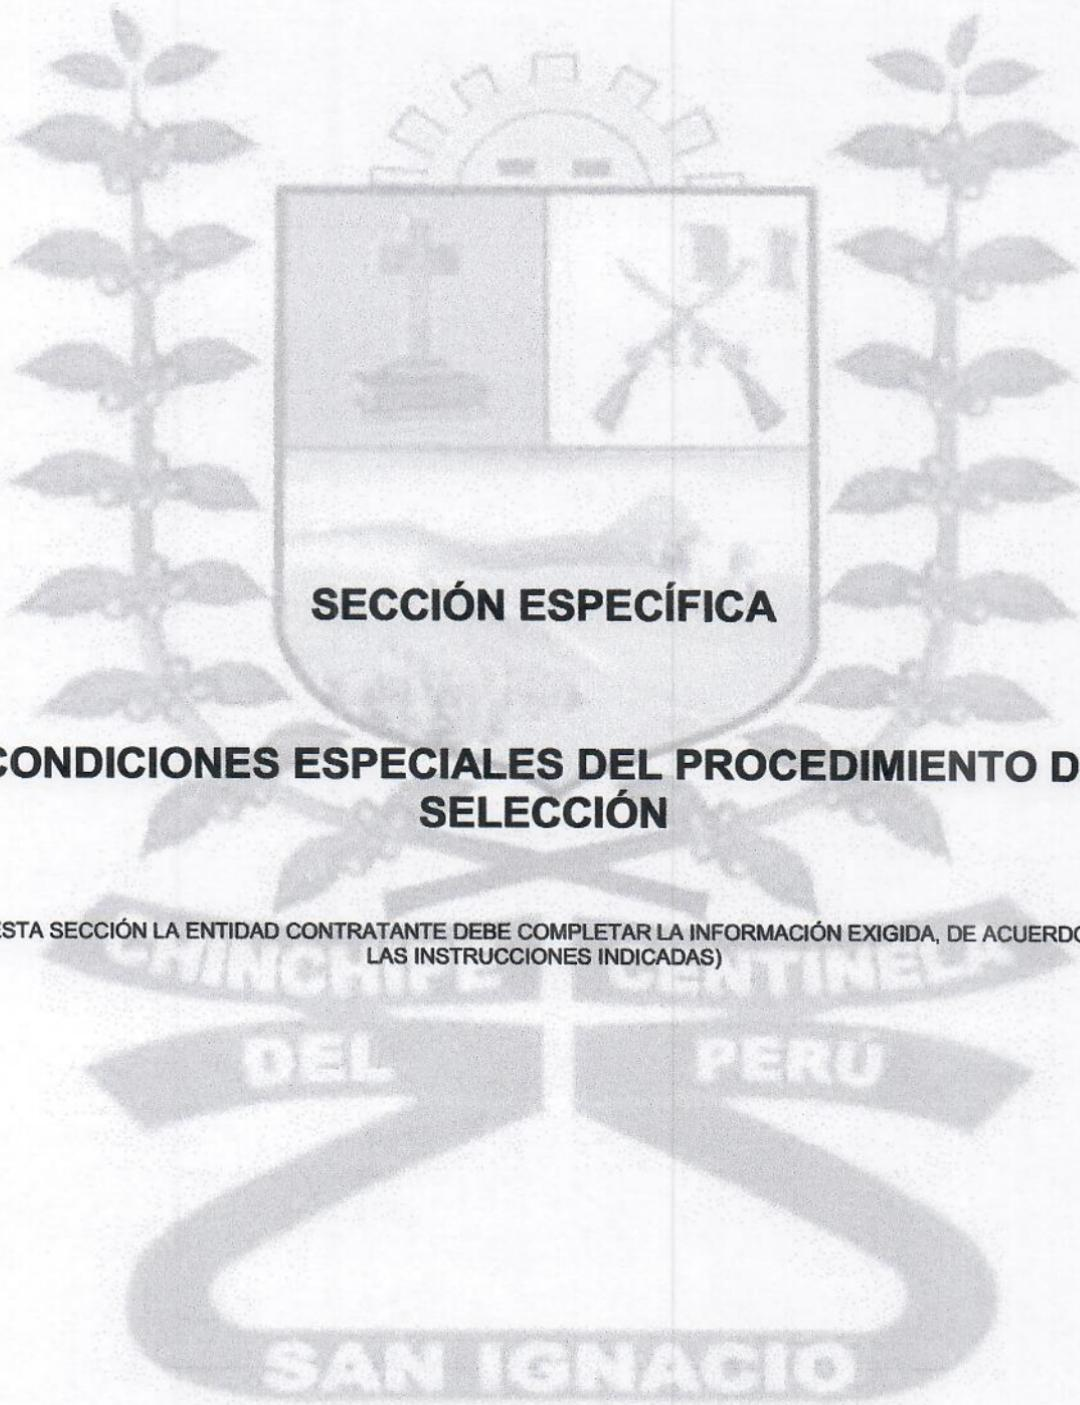 SECCIÓN ESPECÍFICA
CONDICIONES ESPECIALES DEL PROCEDIMIENTO D
SELECCIÓN
ESTA SECCIÓN LA ENTIDAD CONTRATANTE DEBE COMPLETAR LA INFORMACIÓN EXIGIDA, DE ACUERDO
LAS INSTRUCCIONES INDICADAS)
CHINCHIPE CENTINELA
DEL PERÚ
SAN IGNACIO